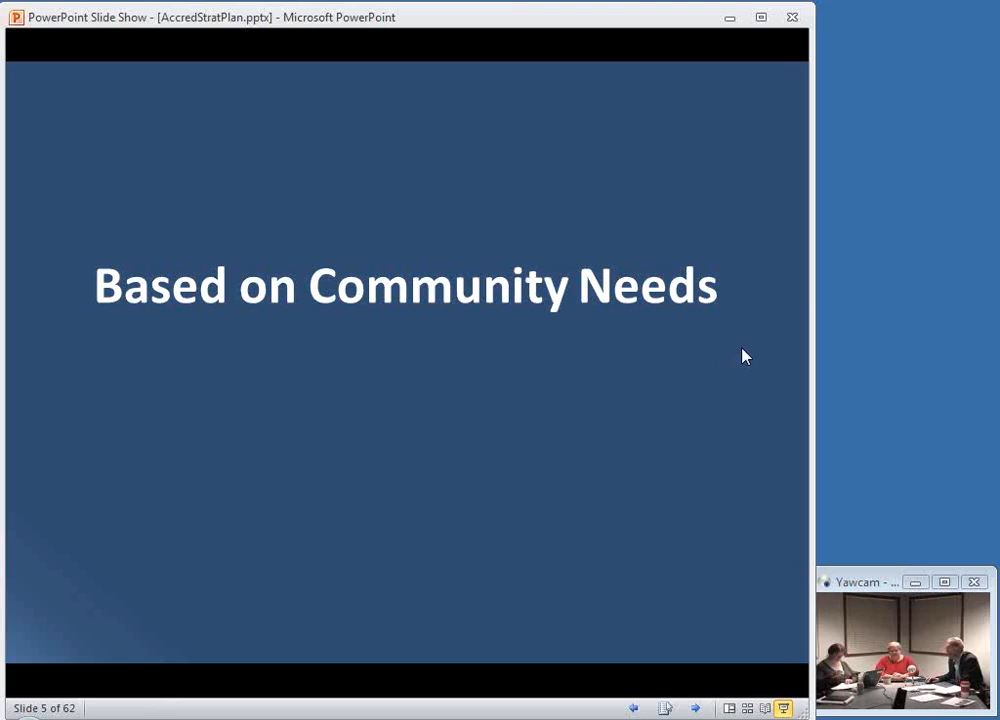 PowerPoint Slide Show - [AccredStratPlan.pptx] - Microsoft PowerPoint
Based on Community Needs
Yawcam - ...
Slide 5 of 62